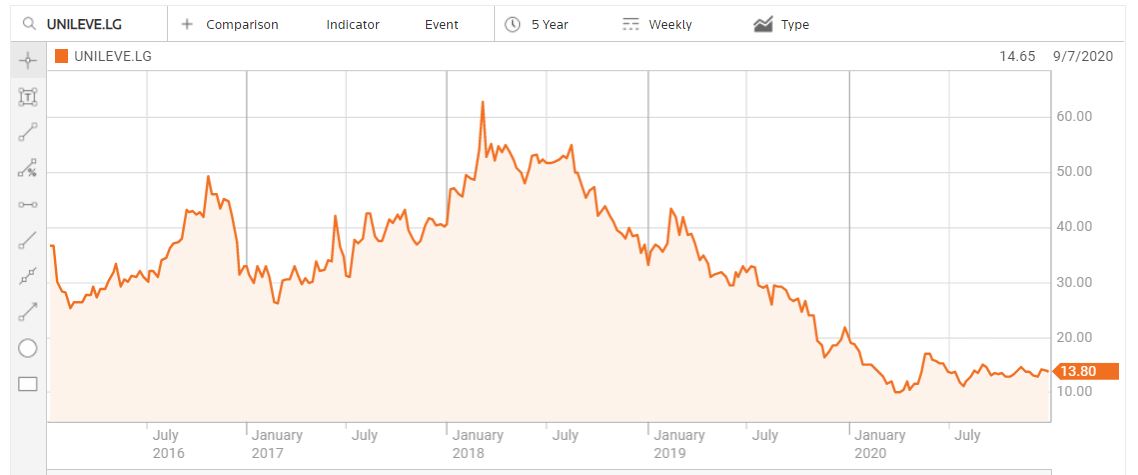 UNILEVE.LG + Comparison Indicator Event 5 Year Weekly Type
UNILEVE.LG 14.65 9/7/2020
T
%
60.00
50.00
40.00
30.00
20.00
13.80
10.00
July January July January July January July January July
2016 2017 2018 2019 2020